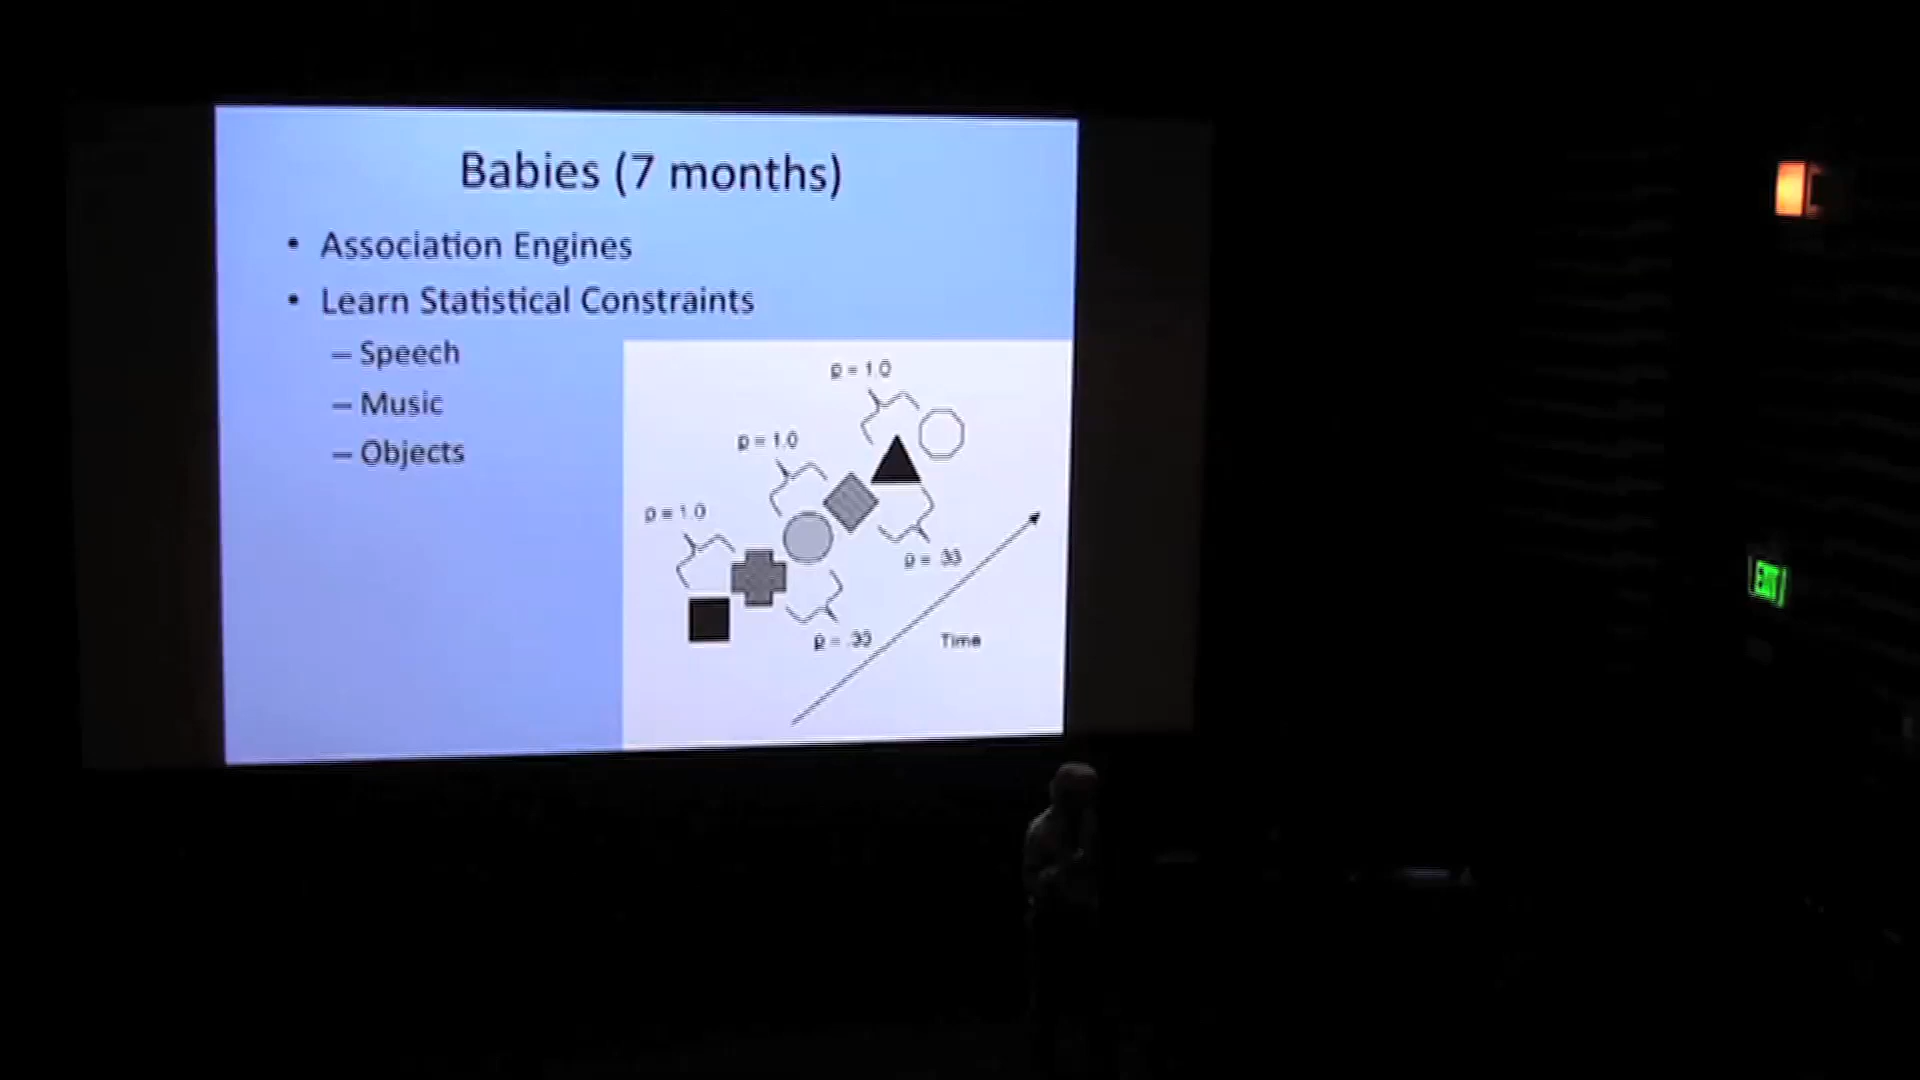 Babies (7 months)
• Association Engines
• Learn Statistical Constraints
– Speech
– Music
– Objects
p = 1.0
p = 1.0
p = 1.0
p = .33
p = .33
Time
EXIT